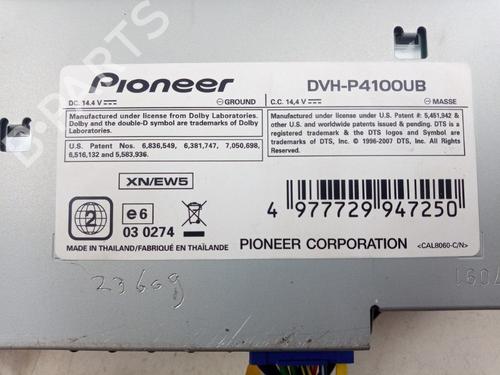 Pioneer
DVH-P4100UB
DC. 14.4 V
GROUND
C.C. 14,4 V
MASSE
Manufactured under license from Dolby Laboratories.
Dolby and the double-D symbol are trademarks of Dolby
Laboratories.
U.S. Patent Nos. 6,836,549, 6,381,747, 7,050,698,
6,516,132 and 5,583,936.
Manufactured under license under U.S. Patent #: 5,451,942 &
other U.S. and worldwide patents issued & pending. DTS is a
registered trademark and the DTS logos and Symbol are
trademarks of DTS, Inc. © 1996-2007 DTS, Inc. All Rights
Reserved.
XN/EW5
2
e6
03 0274
4 977729 947250
MADE IN THAILAND/FABRIQUÉ EN THAÏLANDE
PIONEER CORPORATION
<CAL8060-C/N>
23609
B-PARTS